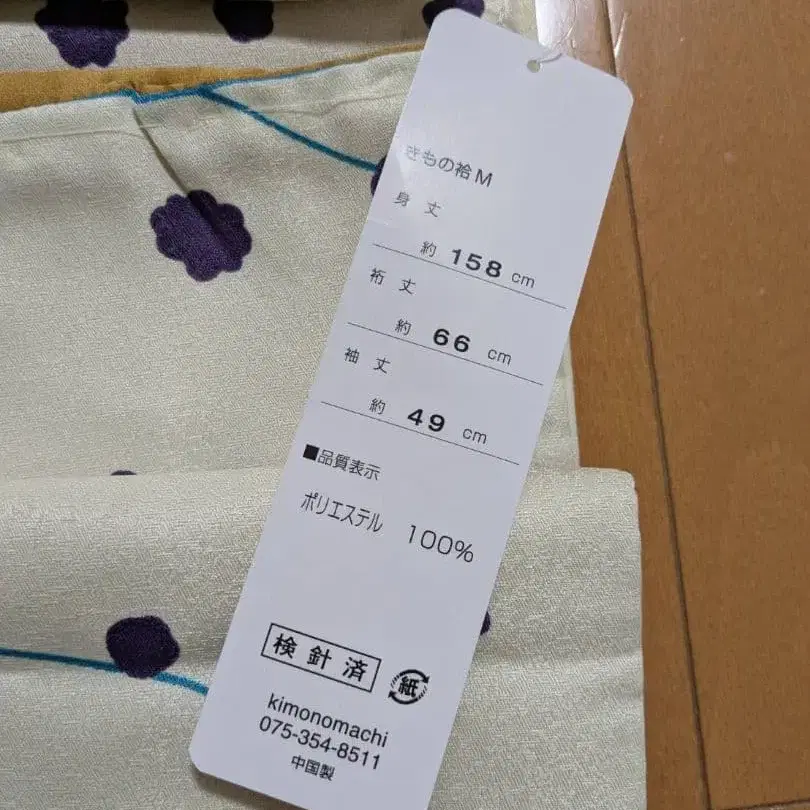 きもの袷 M
身 丈
約 158 cm
裄 丈
約 66 cm
袖 丈
約 49 cm
■品質表示
ポリエステル 100%
検針済
紙
kimonomachi
075-354-8511
中国製